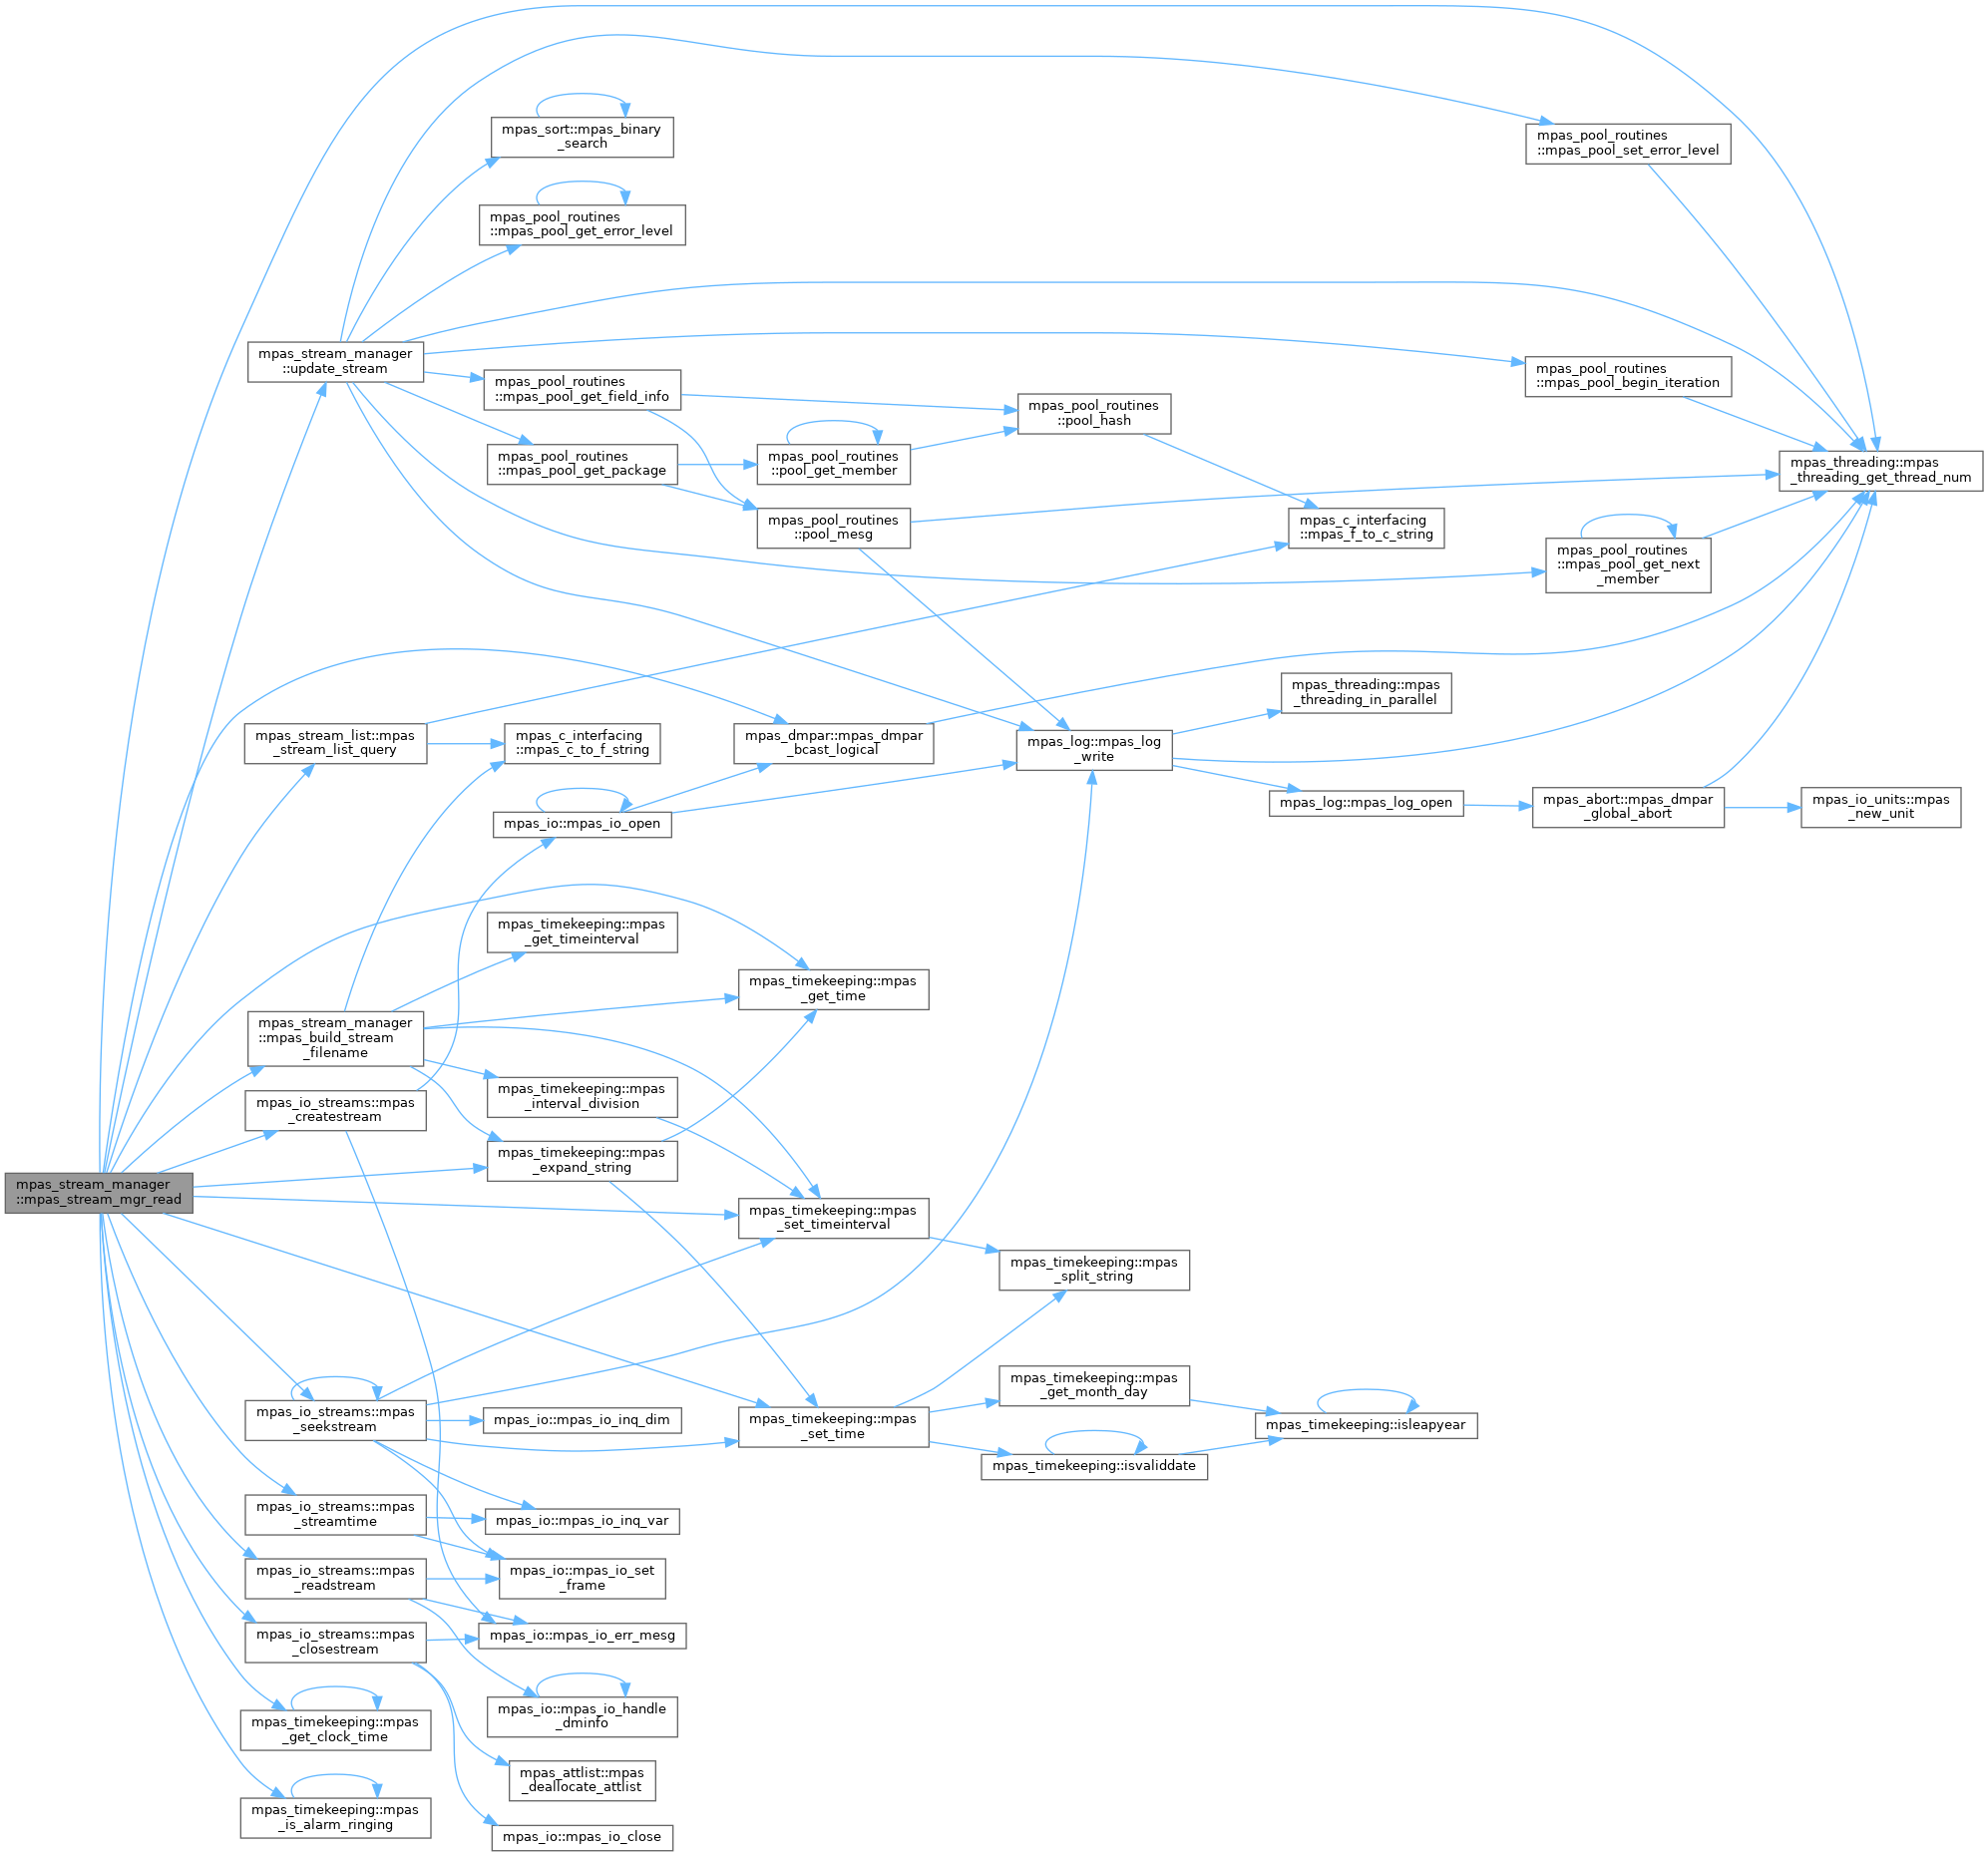 mpas_stream_manager
::mpas_stream_mgr_read
mpas_stream_manager
::update_stream
mpas_stream_list::mpas
_stream_list_query
mpas_stream_manager
::mpas_build_stream
_filename
mpas_io_streams::mpas
_createstream
mpas_io_streams::mpas
_seekstream
mpas_io_streams::mpas
_streamtime
mpas_io_streams::mpas
_readstream
mpas_io_streams::mpas
_closestream
mpas_timekeeping::mpas
_get_clock_time
mpas_timekeeping::mpas
_is_alarm_ringing
mpas_sort::mpas_binary
_search
mpas_pool_routines
::mpas_pool_get_error_level
mpas_pool_routines
::mpas_pool_get_field_info
mpas_pool_routines
::mpas_pool_get_package
mpas_c_interfacing
::mpas_c_to_f_string
mpas_io::mpas_io_open
mpas_timekeeping::mpas
_get_timeinterval
mpas_timekeeping::mpas
_interval_division
mpas_timekeeping::mpas
_expand_string
mpas_io::mpas_io_inq_dim
mpas_io::mpas_io_inq_var
mpas_io::mpas_io_set
_frame
mpas_io::mpas_io_err_mesg
mpas_io::mpas_io_handle
_dminfo
mpas_attlist::mpas
_deallocate_attlist
mpas_io::mpas_io_close
mpas_pool_routines
::pool_get_member
mpas_pool_routines
::pool_mesg
mpas_dmpar::mpas_dmpar
_bcast_logical
mpas_timekeeping::mpas
_get_time
mpas_timekeeping::mpas
_set_timeinterval
mpas_timekeeping::mpas
_set_time
mpas_pool_routines
::pool_hash
mpas_log::mpas_log
_write
mpas_timekeeping::mpas
_split_string
mpas_timekeeping::mpas
_get_month_day
mpas_timekeeping::isvaliddate
mpas_c_interfacing
::mpas_f_to_c_string
mpas_threading::mpas
_threading_in_parallel
mpas_log::mpas_log_open
mpas_timekeeping::isleapyear
mpas_pool_routines
::mpas_pool_set_error_level
mpas_pool_routines
::mpas_pool_begin_iteration
mpas_pool_routines
::mpas_pool_get_next
_member
mpas_abort::mpas_dmpar
_global_abort
mpas_threading::mpas
_threading_get_thread_num
mpas_io_units::mpas
_new_unit